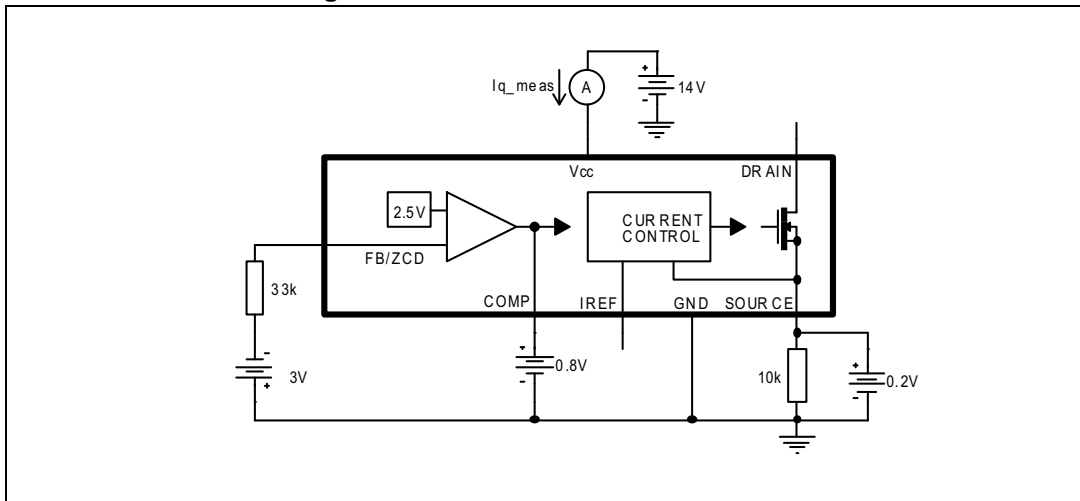 Iq_meas
A
+
14V
-
Vcc
DRAIN
2.5V
CURRENT
CONTROL
FB/ZCD
33k
COMP
IREF
GND
SOURCE
-
3V
+
+
0.8V
-
10k
+
0.2V
-